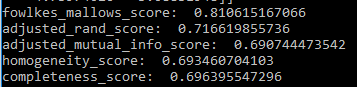 fowlkes_mallows_score:  0.810615167066
adjusted_rand_score:  0.716619855736
adjusted_mutual_info_score:  0.690744473542
homogeneity_score:  0.693460704103
completeness_score:  0.696395547296